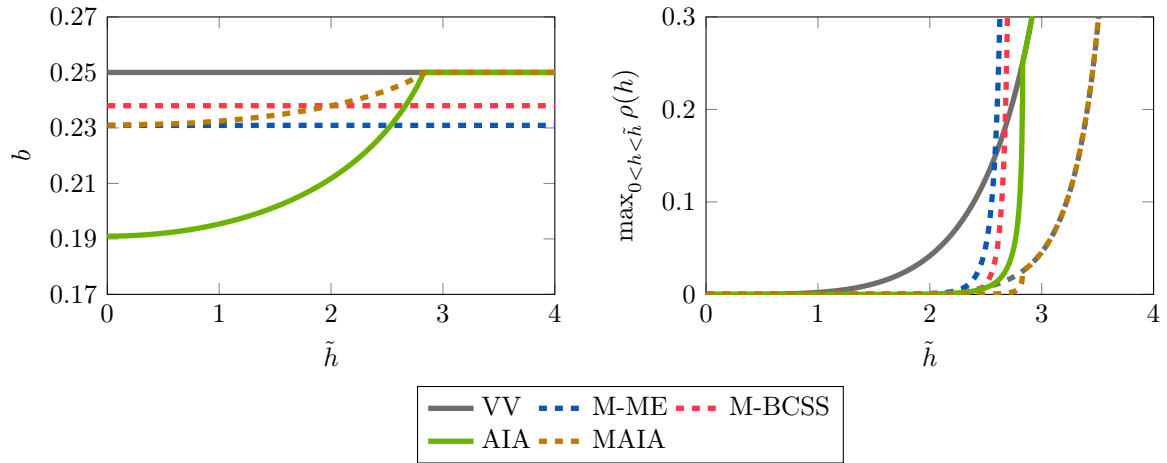 0.27
0.25
0.23
0.21
0.19
0.17
b
0 1 2 3 4
h̃
0.3
0.2
0.1
0
max_{0<h<h̃} ρ(h)
0 1 2 3 4
h̃
VV M-ME M-BCSS
AIA MAIA